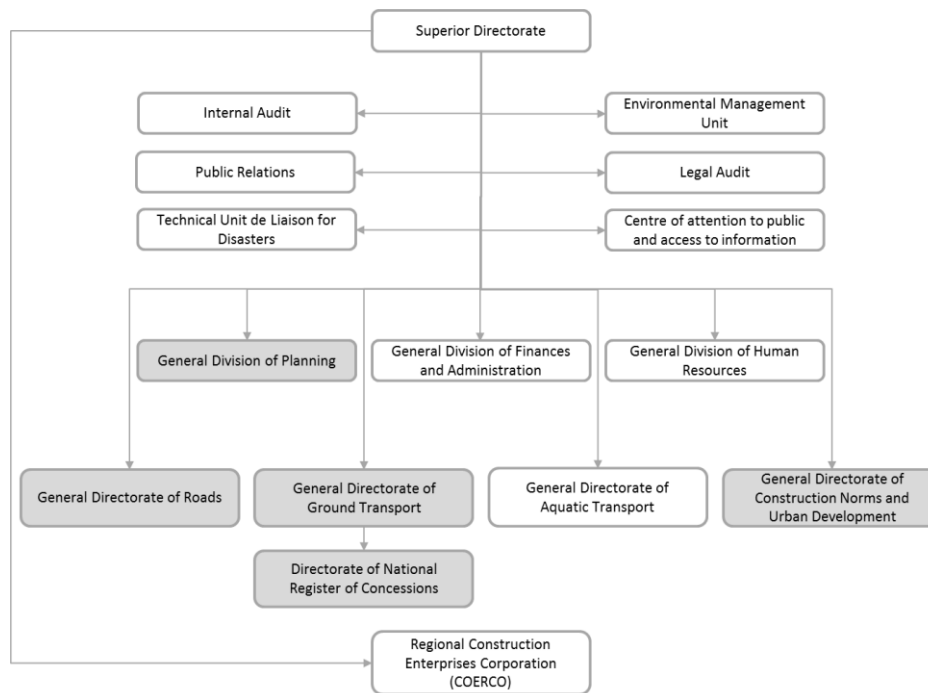 Superior Directorate
Internal Audit
Environmental Management
Unit
Public Relations
Legal Audit
Technical Unit de Liaison for
Disasters
Centre of attention to public
and access to information
General Division of Planning
General Division of Finances
and Administration
General Division of Human
Resources
General Directorate of Roads
General Directorate of
Ground Transport
General Directorate of
Aquatic Transport
General Directorate of
Construction Norms and
Urban Development
Directorate of National
Register of Concessions
Regional Construction
Enterprises Corporation
(COERCO)